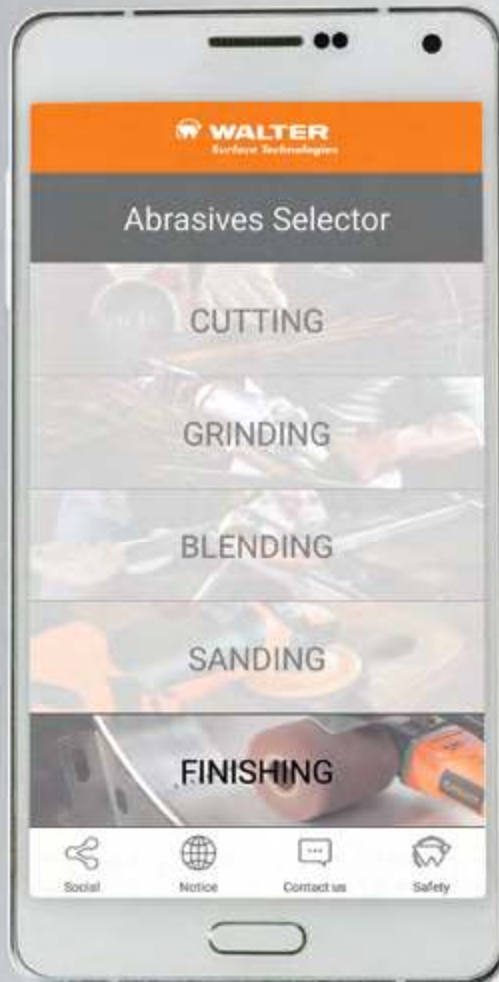 WALTER
Surface Technologies
Abrasives Selector
CUTTING
GRINDING
BLENDING
SANDING
FINISHING
Social Notice Contact us Safety